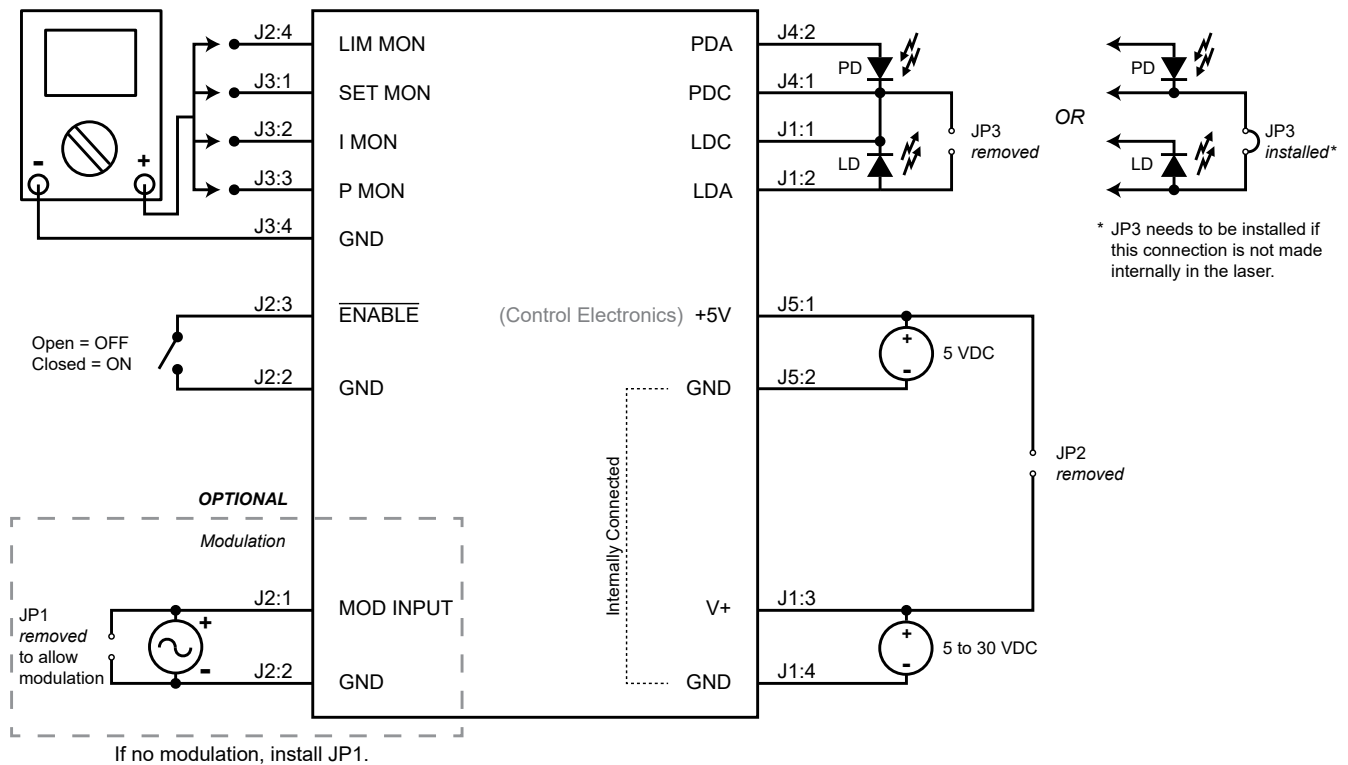 J2:4
LIM MON
J3:1
SET MON
J3:2
I MON
J3:3
P MON
J3:4
GND
-
+
PDA
J4:2
PDC
J4:1
LDC
J1:1
LDA
J1:2
PD
LD
JP3
removed
OR
PD
LD
JP3
installed*
* JP3 needs to be installed if
this connection is not made
internally in the laser.
J2:3
ENABLE
Open = OFF
Closed = ON
J2:2
GND
(Control Electronics) +5V
J5:1
+
-
5 VDC
GND
J5:2
JP2
removed
Internally Connected
OPTIONAL
Modulation
JP1
removed
to allow
modulation
+
-
J2:1
MOD INPUT
J2:2
GND
V+
J1:3
+
-
5 to 30 VDC
GND
J1:4
If no modulation, install JP1.